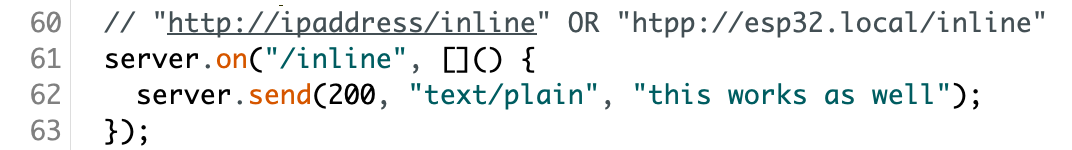 60 // "http://ipaddress/inline" OR "htpp://esp32.local/inline"
61 server.on("/inline", []() {
62 server.send(200, "text/plain", "this works as well");
63 });